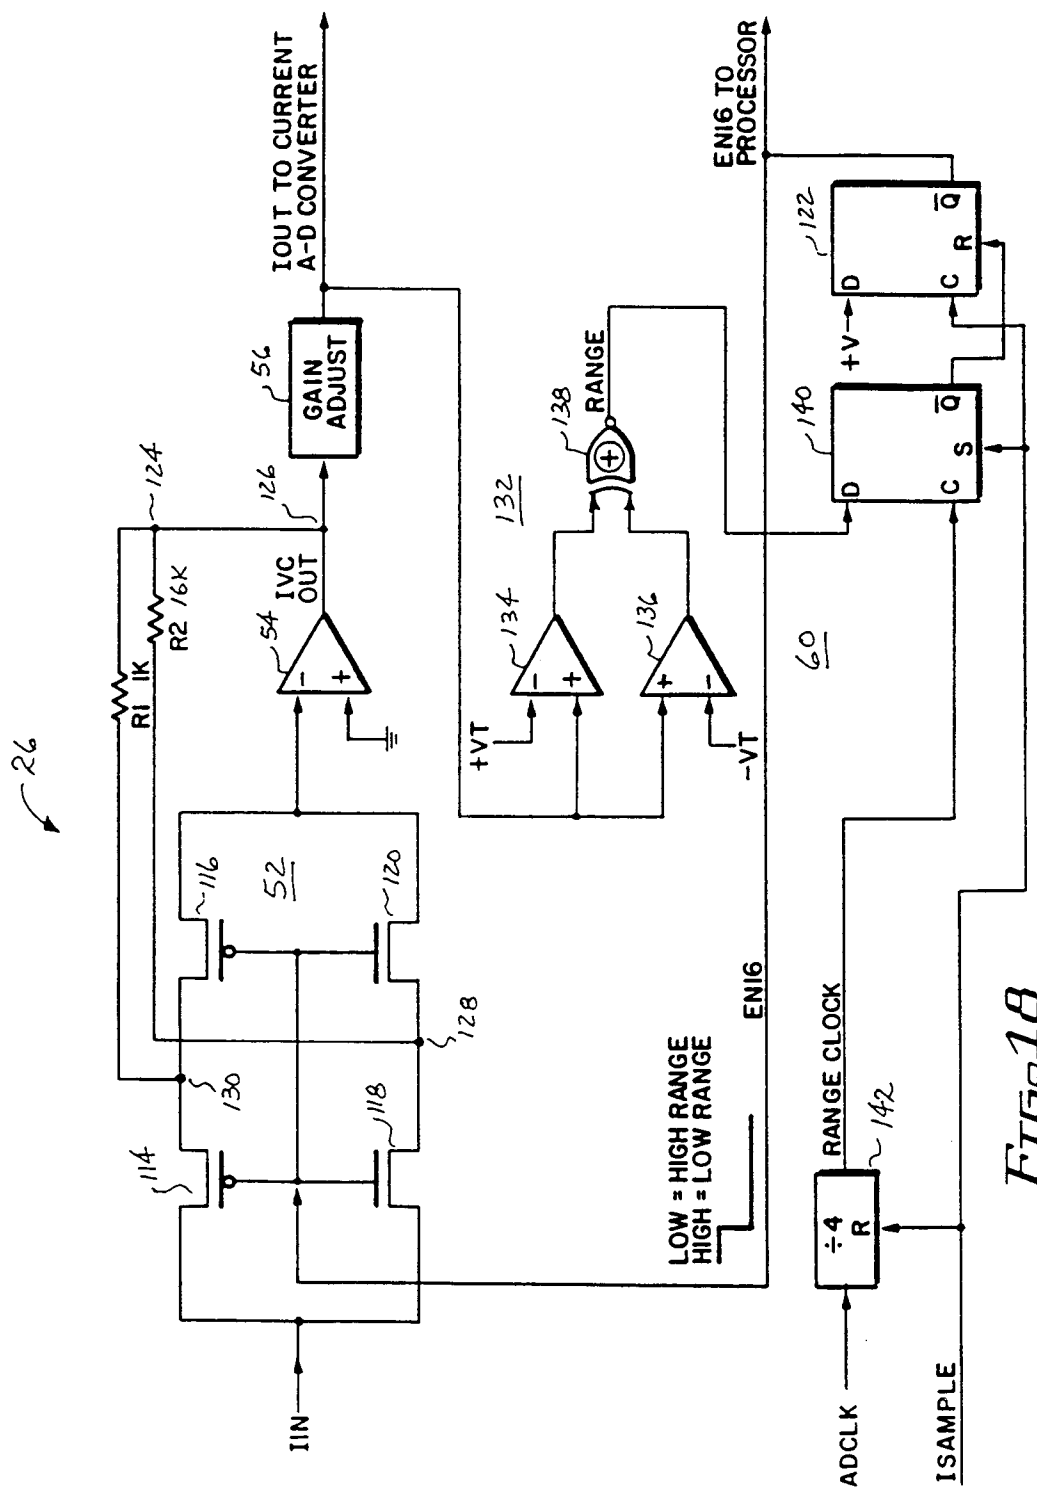 26
IOUT TO CURRENT
A-D CONVERTER
124
126
56
GAIN
ADJUST
R1 1K
R2 16K
IVC
OUT
54
-
+
116
52
120
114
130
118
128
IIN
+VT
-VT
134
-
+
136
+
-
132
138
RANGE
EN16 TO
PROCESSOR
EN16
LOW = HIGH RANGE
HIGH = LOW RANGE
60
122
D
Q
C
R
+V
140
D
Q
C
S
RANGE CLOCK
142
÷4
R
ADCLK
ISAMPLE
FIG 18